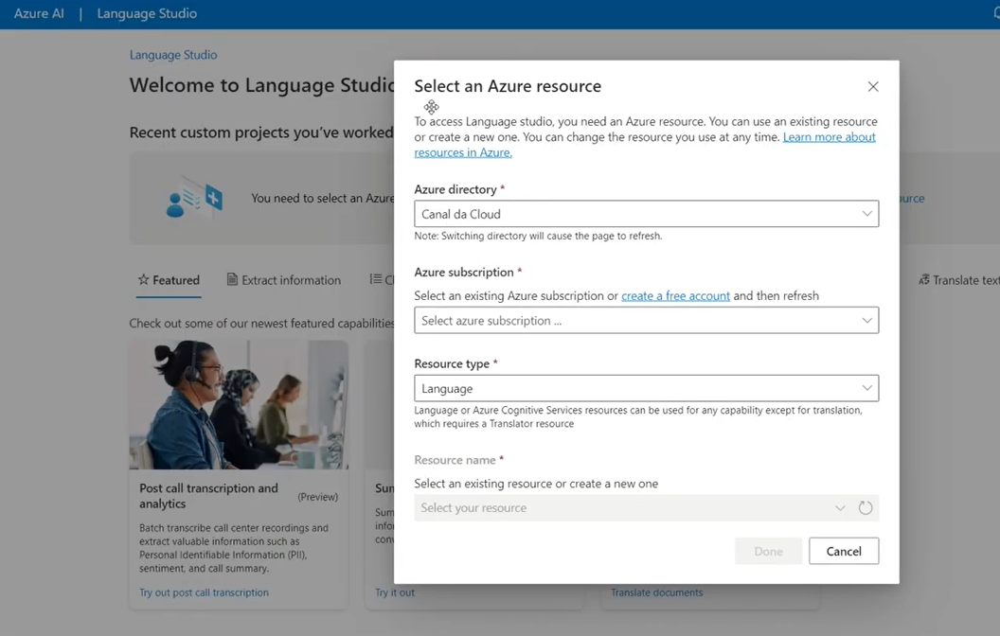 Azure AI | Language Studio
Language Studio
Welcome to Language Studio
Recent custom projects you've worked
You need to select an Azure
Featured
Extract information
Translate text
Check out some of our newest featured capabilities
Post call transcription and
analytics
(Preview)
Batch transcribe call center recordings and
extract valuable information such as
Personal Identifiable Information (PII),
sentiment, and call summary.
Try out post call transcription
Try it out
Translate documents
Select an Azure resource
To access Language studio, you need an Azure resource. You can use an existing resource
or create a new one. You can change the resource you use at any time. Learn more about
resources in Azure.
Azure directory *
Canal da Cloud
Note: Switching directory will cause the page to refresh.
Azure subscription *
Select an existing Azure subscription or create a free account and then refresh
Select azure subscription ...
Resource type *
Language
Language or Azure Cognitive Services resources can be used for any capability except for translation,
which requires a Translator resource
Resource name *
Select an existing resource or create a new one
Select your resource
Done
Cancel